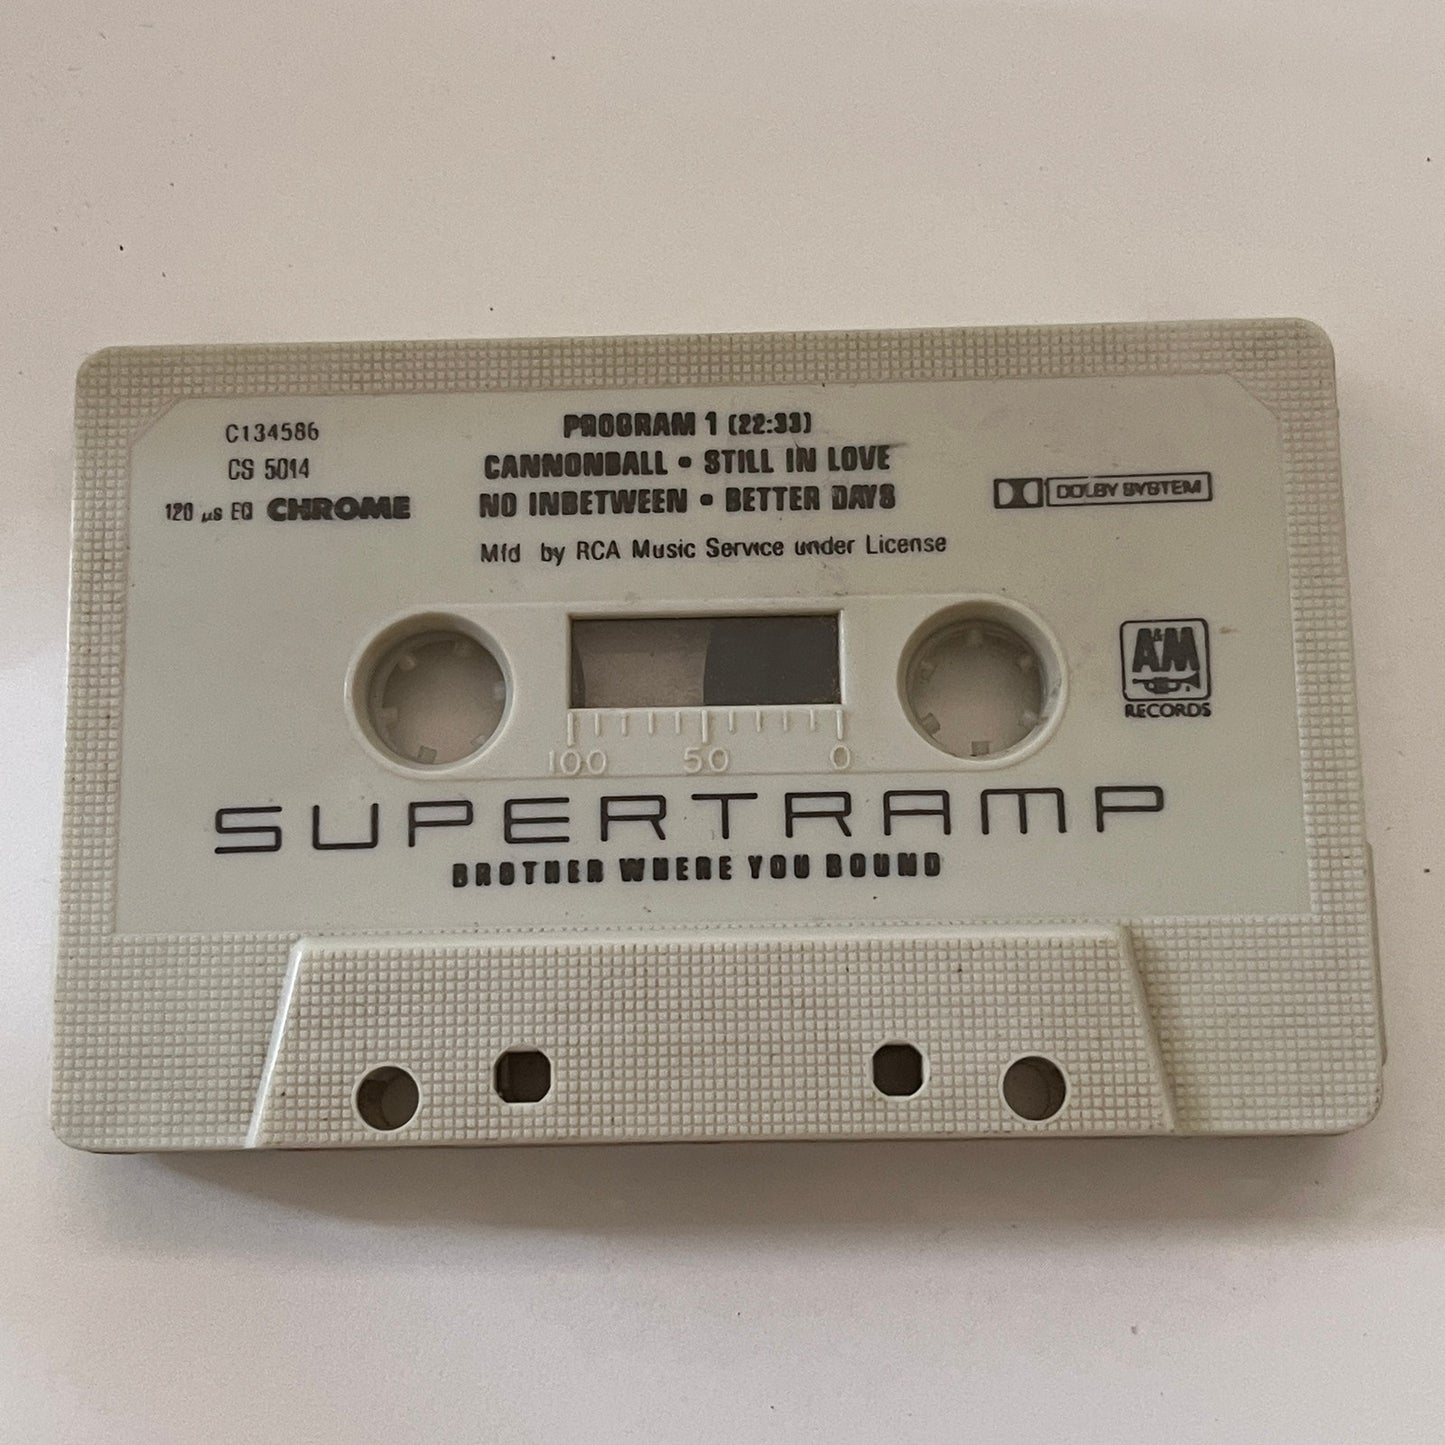 C134586
CS 5014
120 µs EQ CHROME
PROGRAM 1 (22:33)
CANNONBALL • STILL IN LOVE
NO INBETWEEN • BETTER DAYS
Mfd by RCA Music Service under License
DOLBY SYSTEM
A&M
RECORDS
100 50 0
SUPERTRAMP
BROTHER WHERE YOU BOUND